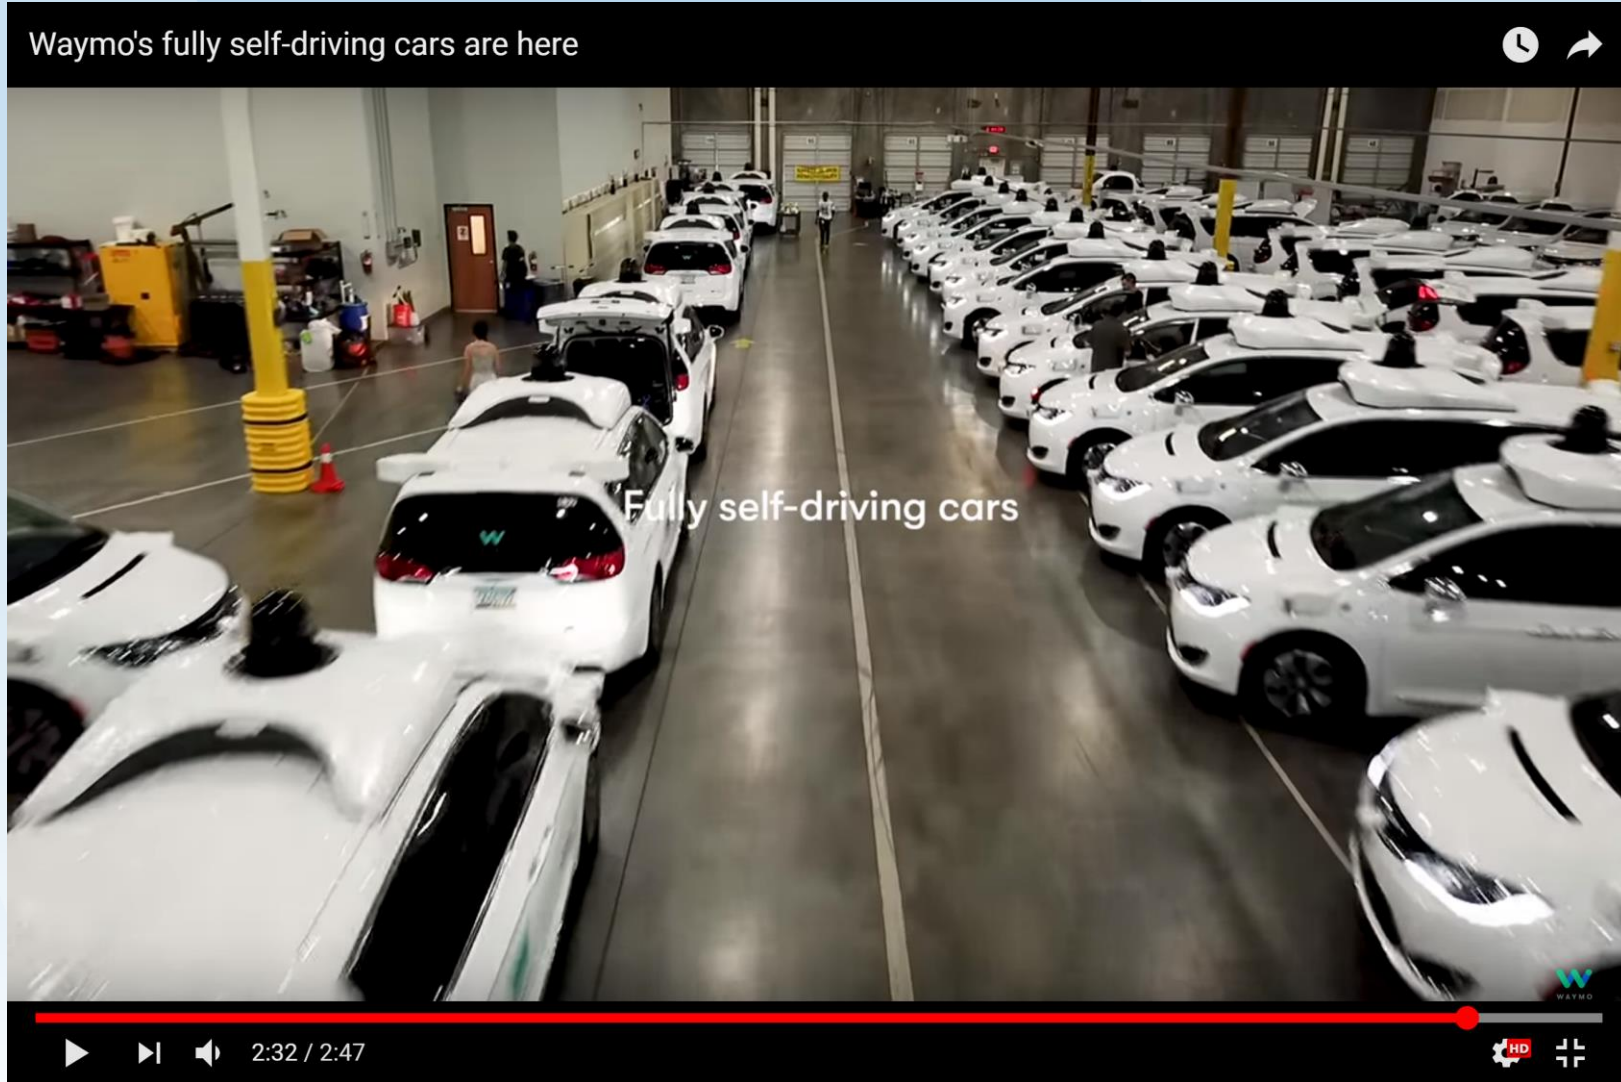 Waymo's fully self-driving cars are here
Fully self-driving cars
W
WAYMO
2:32 / 2:47
HD